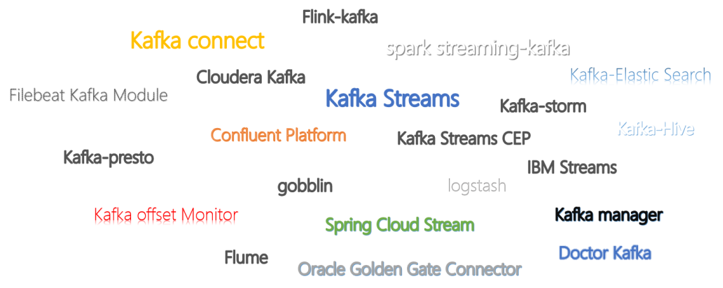 Flink-kafka
Kafka connect
spark streaming-kafka
Cloudera Kafka
Kafka-Elastic Search
Filebeat Kafka Module
Kafka Streams
Kafka-storm
Confluent Platform
Kafka Streams CEP
Kafka-Hive
Kafka-presto
IBM Streams
gobblin
logstash
Kafka offset Monitor
Spring Cloud Stream
Kafka manager
Flume
Oracle Golden Gate Connector
Doctor Kafka